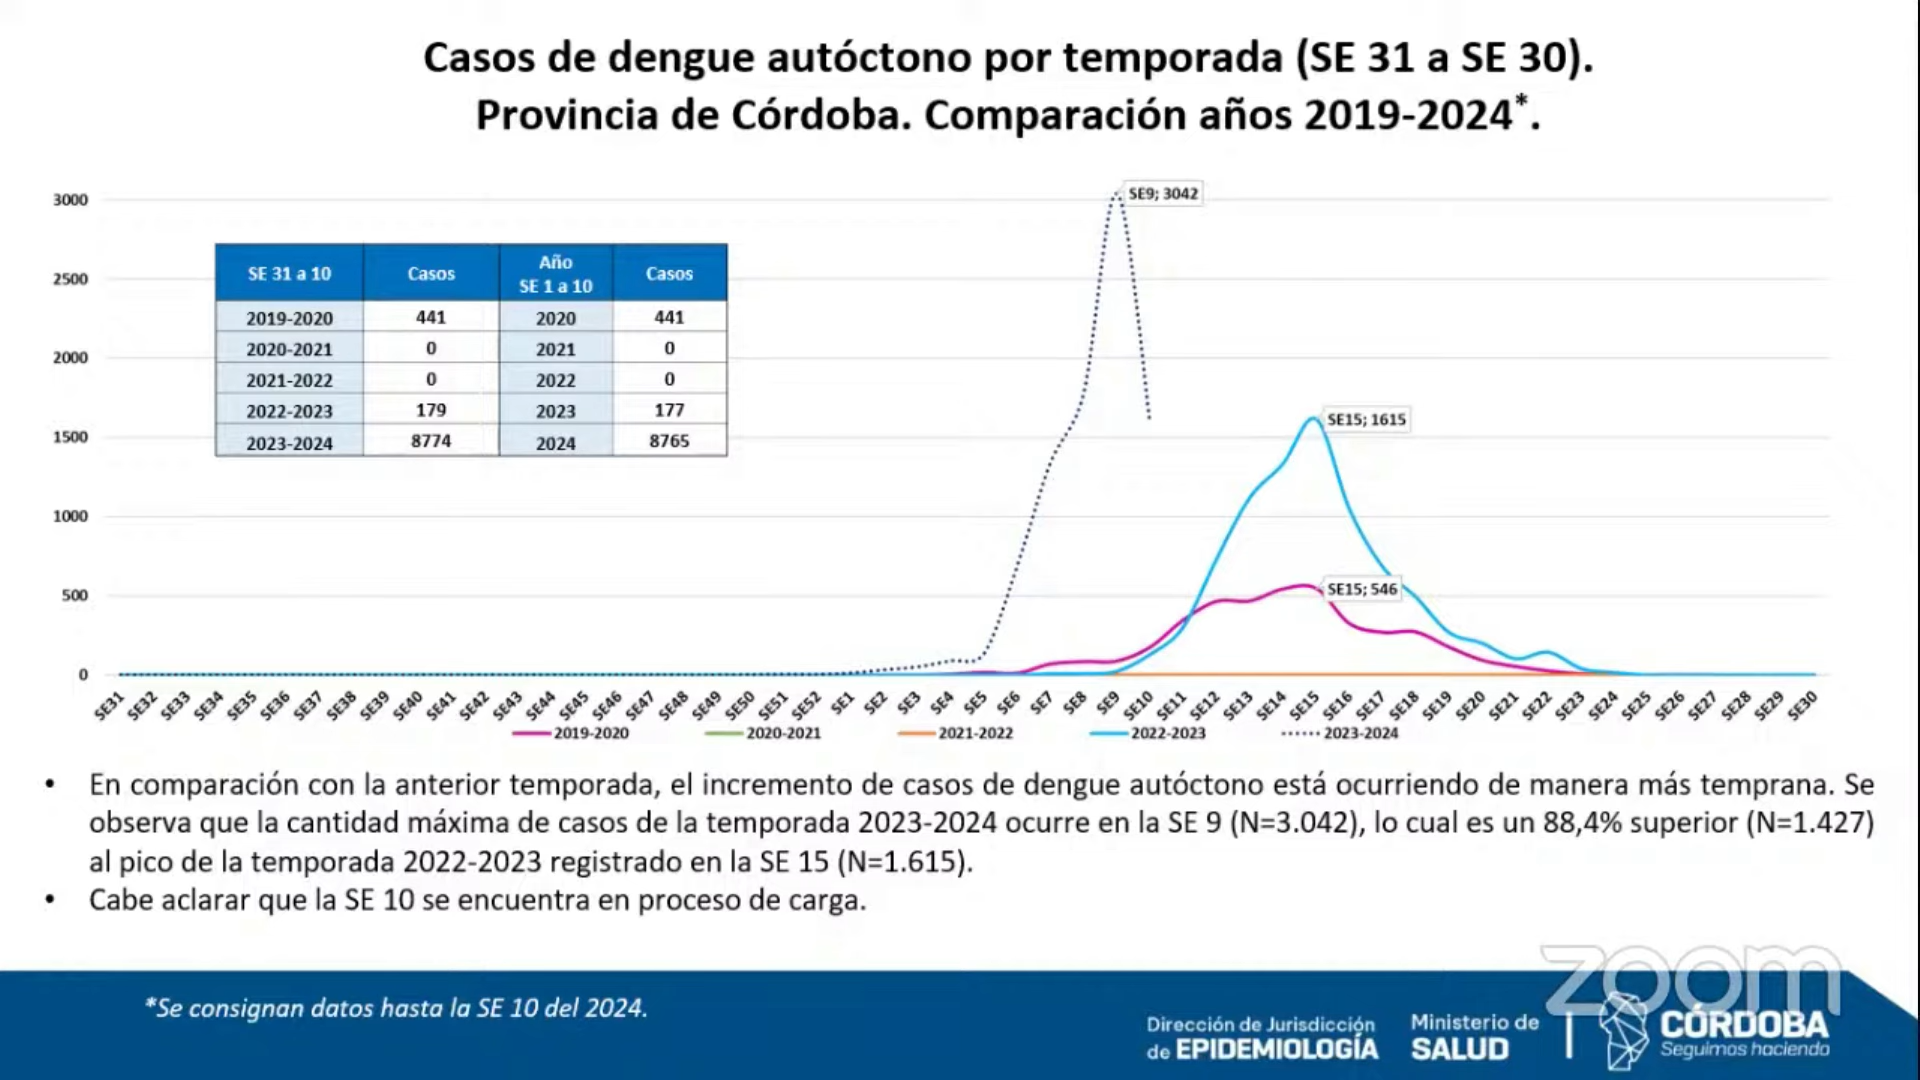 Casos de dengue autóctono por temporada (SE 31 a SE 30).
Provincia de Córdoba. Comparación años 2019-2024*.
3000
2500
2000
1500
1000
500
0
SE9; 3042
SE15; 1615
SE15; 546
SE 31 a 10 Casos Año SE 1 a 10 Casos
2019-2020 441 2020 441
2020-2021 0 2021 0
2021-2022 0 2022 0
2022-2023 179 2023 177
2023-2024 8774 2024 8765
SE31 SE32 SE33 SE34 SE35 SE36 SE37 SE38 SE39 SE40 SE41 SE42 SE43 SE44 SE45 SE46 SE47 SE48 SE49 SE50 SE51 SE52 SE1 SE2 SE3 SE4 SE5 SE6 SE7 SE8 SE9 SE10 SE11 SE12 SE13 SE14 SE15 SE16 SE17 SE18 SE19 SE20 SE21 SE22 SE23 SE24 SE25 SE26 SE27 SE28 SE29 SE30
2019-2020 2020-2021 2021-2022 2022-2023 2023-2024
• En comparación con la anterior temporada, el incremento de casos de dengue autóctono está ocurriendo de manera más temprana. Se
observa que la cantidad máxima de casos de la temporada 2023-2024 ocurre en la SE 9 (N=3.042), lo cual es un 88,4% superior (N=1.427)
al pico de la temporada 2022-2023 registrado en la SE 15 (N=1.615).
• Cabe aclarar que la SE 10 se encuentra en proceso de carga.
*Se consignan datos hasta la SE 10 del 2024.
zoom
Dirección de Jurisdicción
de EPIDEMIOLOGÍA
Ministerio de
SALUD
CÓRDOBA
Seguimos haciendo